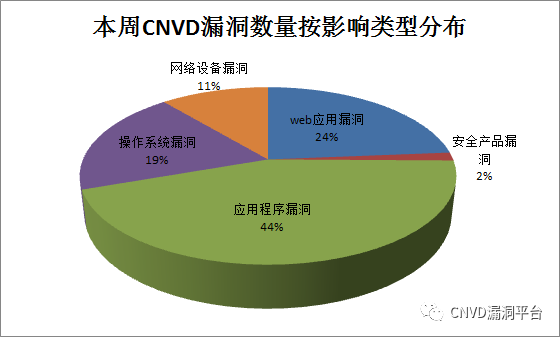 本周CNVD漏洞数量按影响类型分布
网络设备漏洞
11%
web应用漏洞
24%
安全产品漏
洞
2%
操作系统漏洞
19%
应用程序漏洞
44%
CNVD漏洞平台